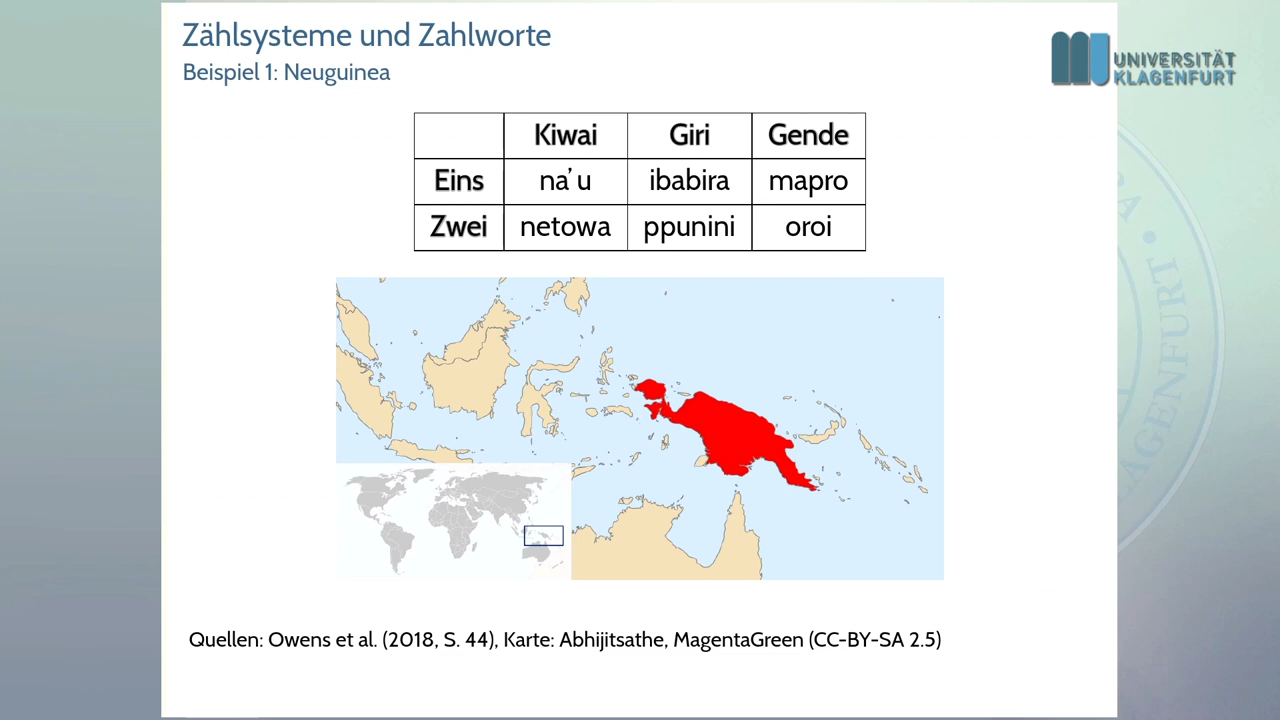 Zählsysteme und Zahlworte
Beispiel 1: Neuguinea
UNIVERSITÄT
KLAGENFURT
Kiwai Giri Gende
Eins na’u ibabira mapro
Zwei netowa ppunini oroi
KLAGENFURT
Quellen: Owens et al. (2018, S. 44), Karte: Abhijitsathe, MagentaGreen (CC-BY-SA 2.5)